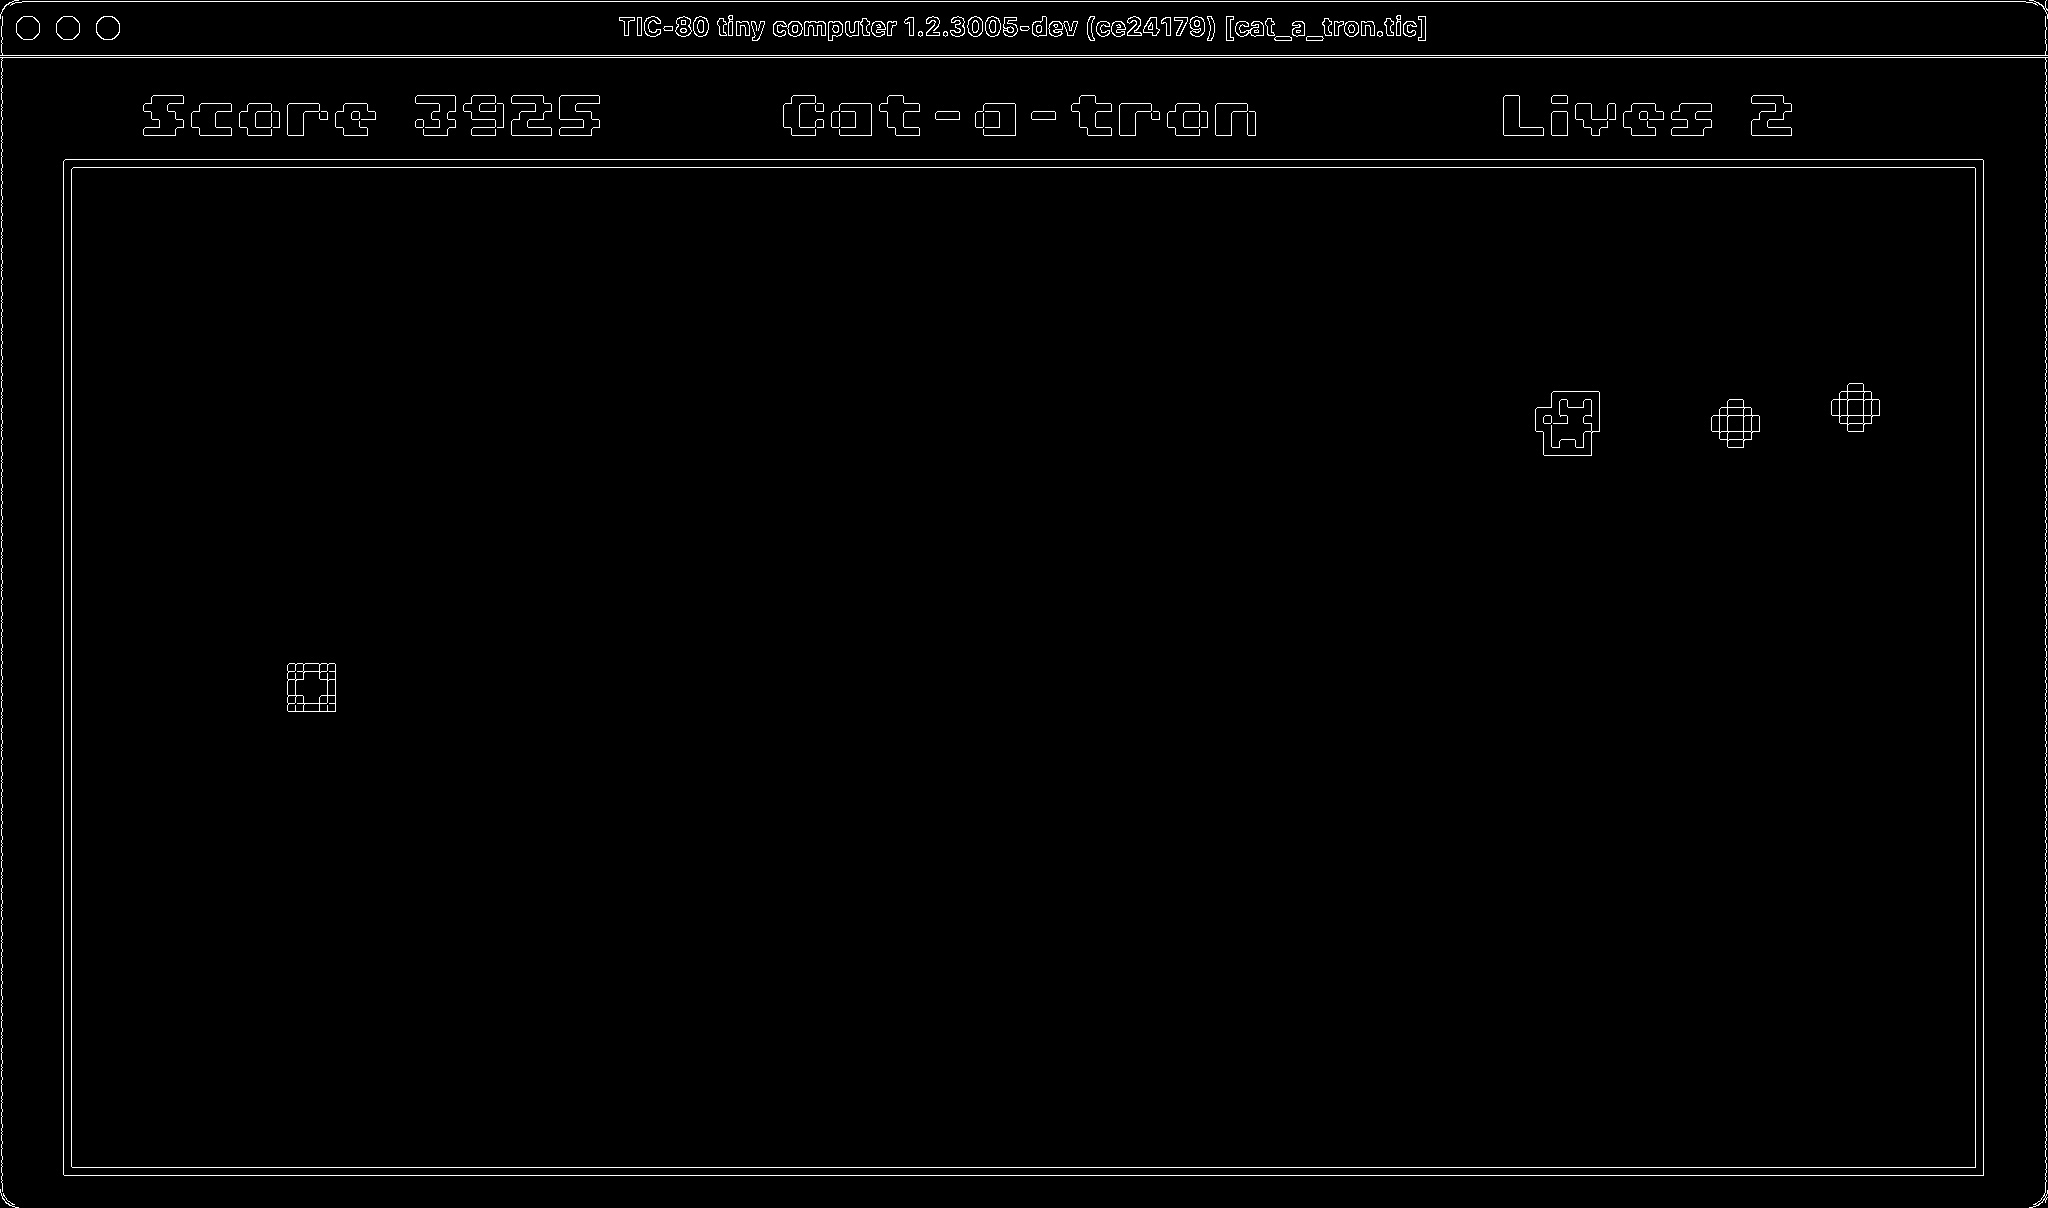 TIC-80 tiny computer 1.2.3005-dev (ce24179) [cat_a_tron.tic]
Score 3925 Cat-a-tron Lives 2